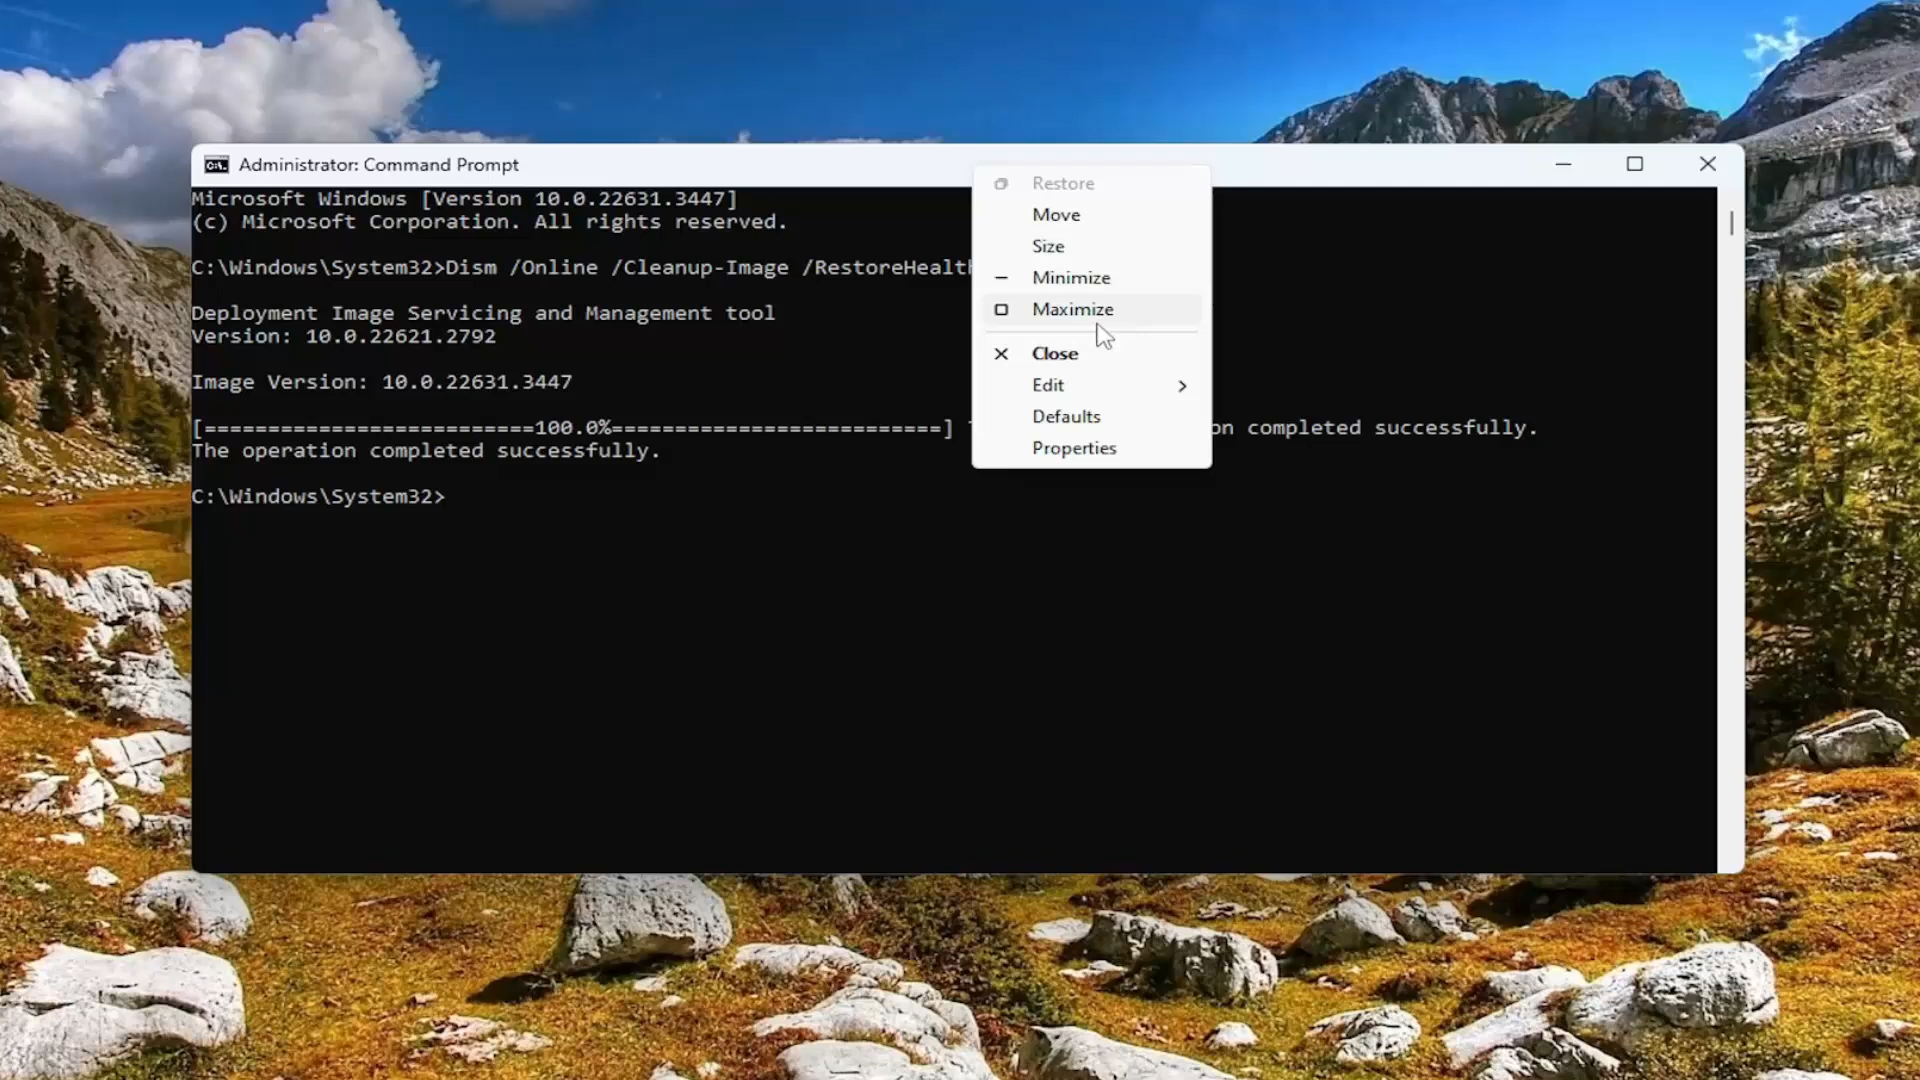 Administrator: Command Prompt
Microsoft Windows [Version 10.0.22631.3447]
(c) Microsoft Corporation. All rights reserved.
C:\Windows\System32>Dism /Online /Cleanup-Image /RestoreHealth
Deployment Image Servicing and Management tool
Version: 10.0.22621.2792
Image Version: 10.0.22631.3447
[==========================100.0%==========================] on completed successfully.
The operation completed successfully.
C:\Windows\System32>
Restore
Move
Size
Minimize
Maximize
Close
Edit
Defaults
Properties